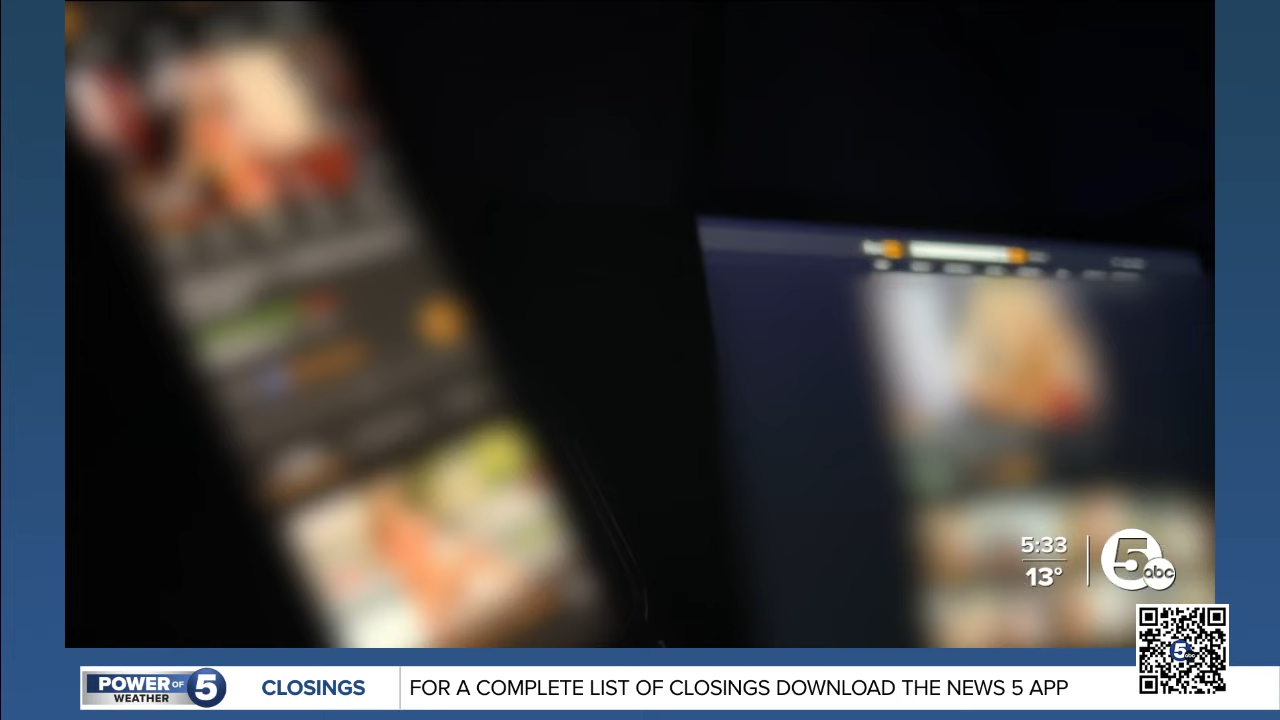 5:33
13°
5
abc
5
POWER OF 5
WEATHER
CLOSINGS
FOR A COMPLETE LIST OF CLOSINGS DOWNLOAD THE NEWS 5 APP